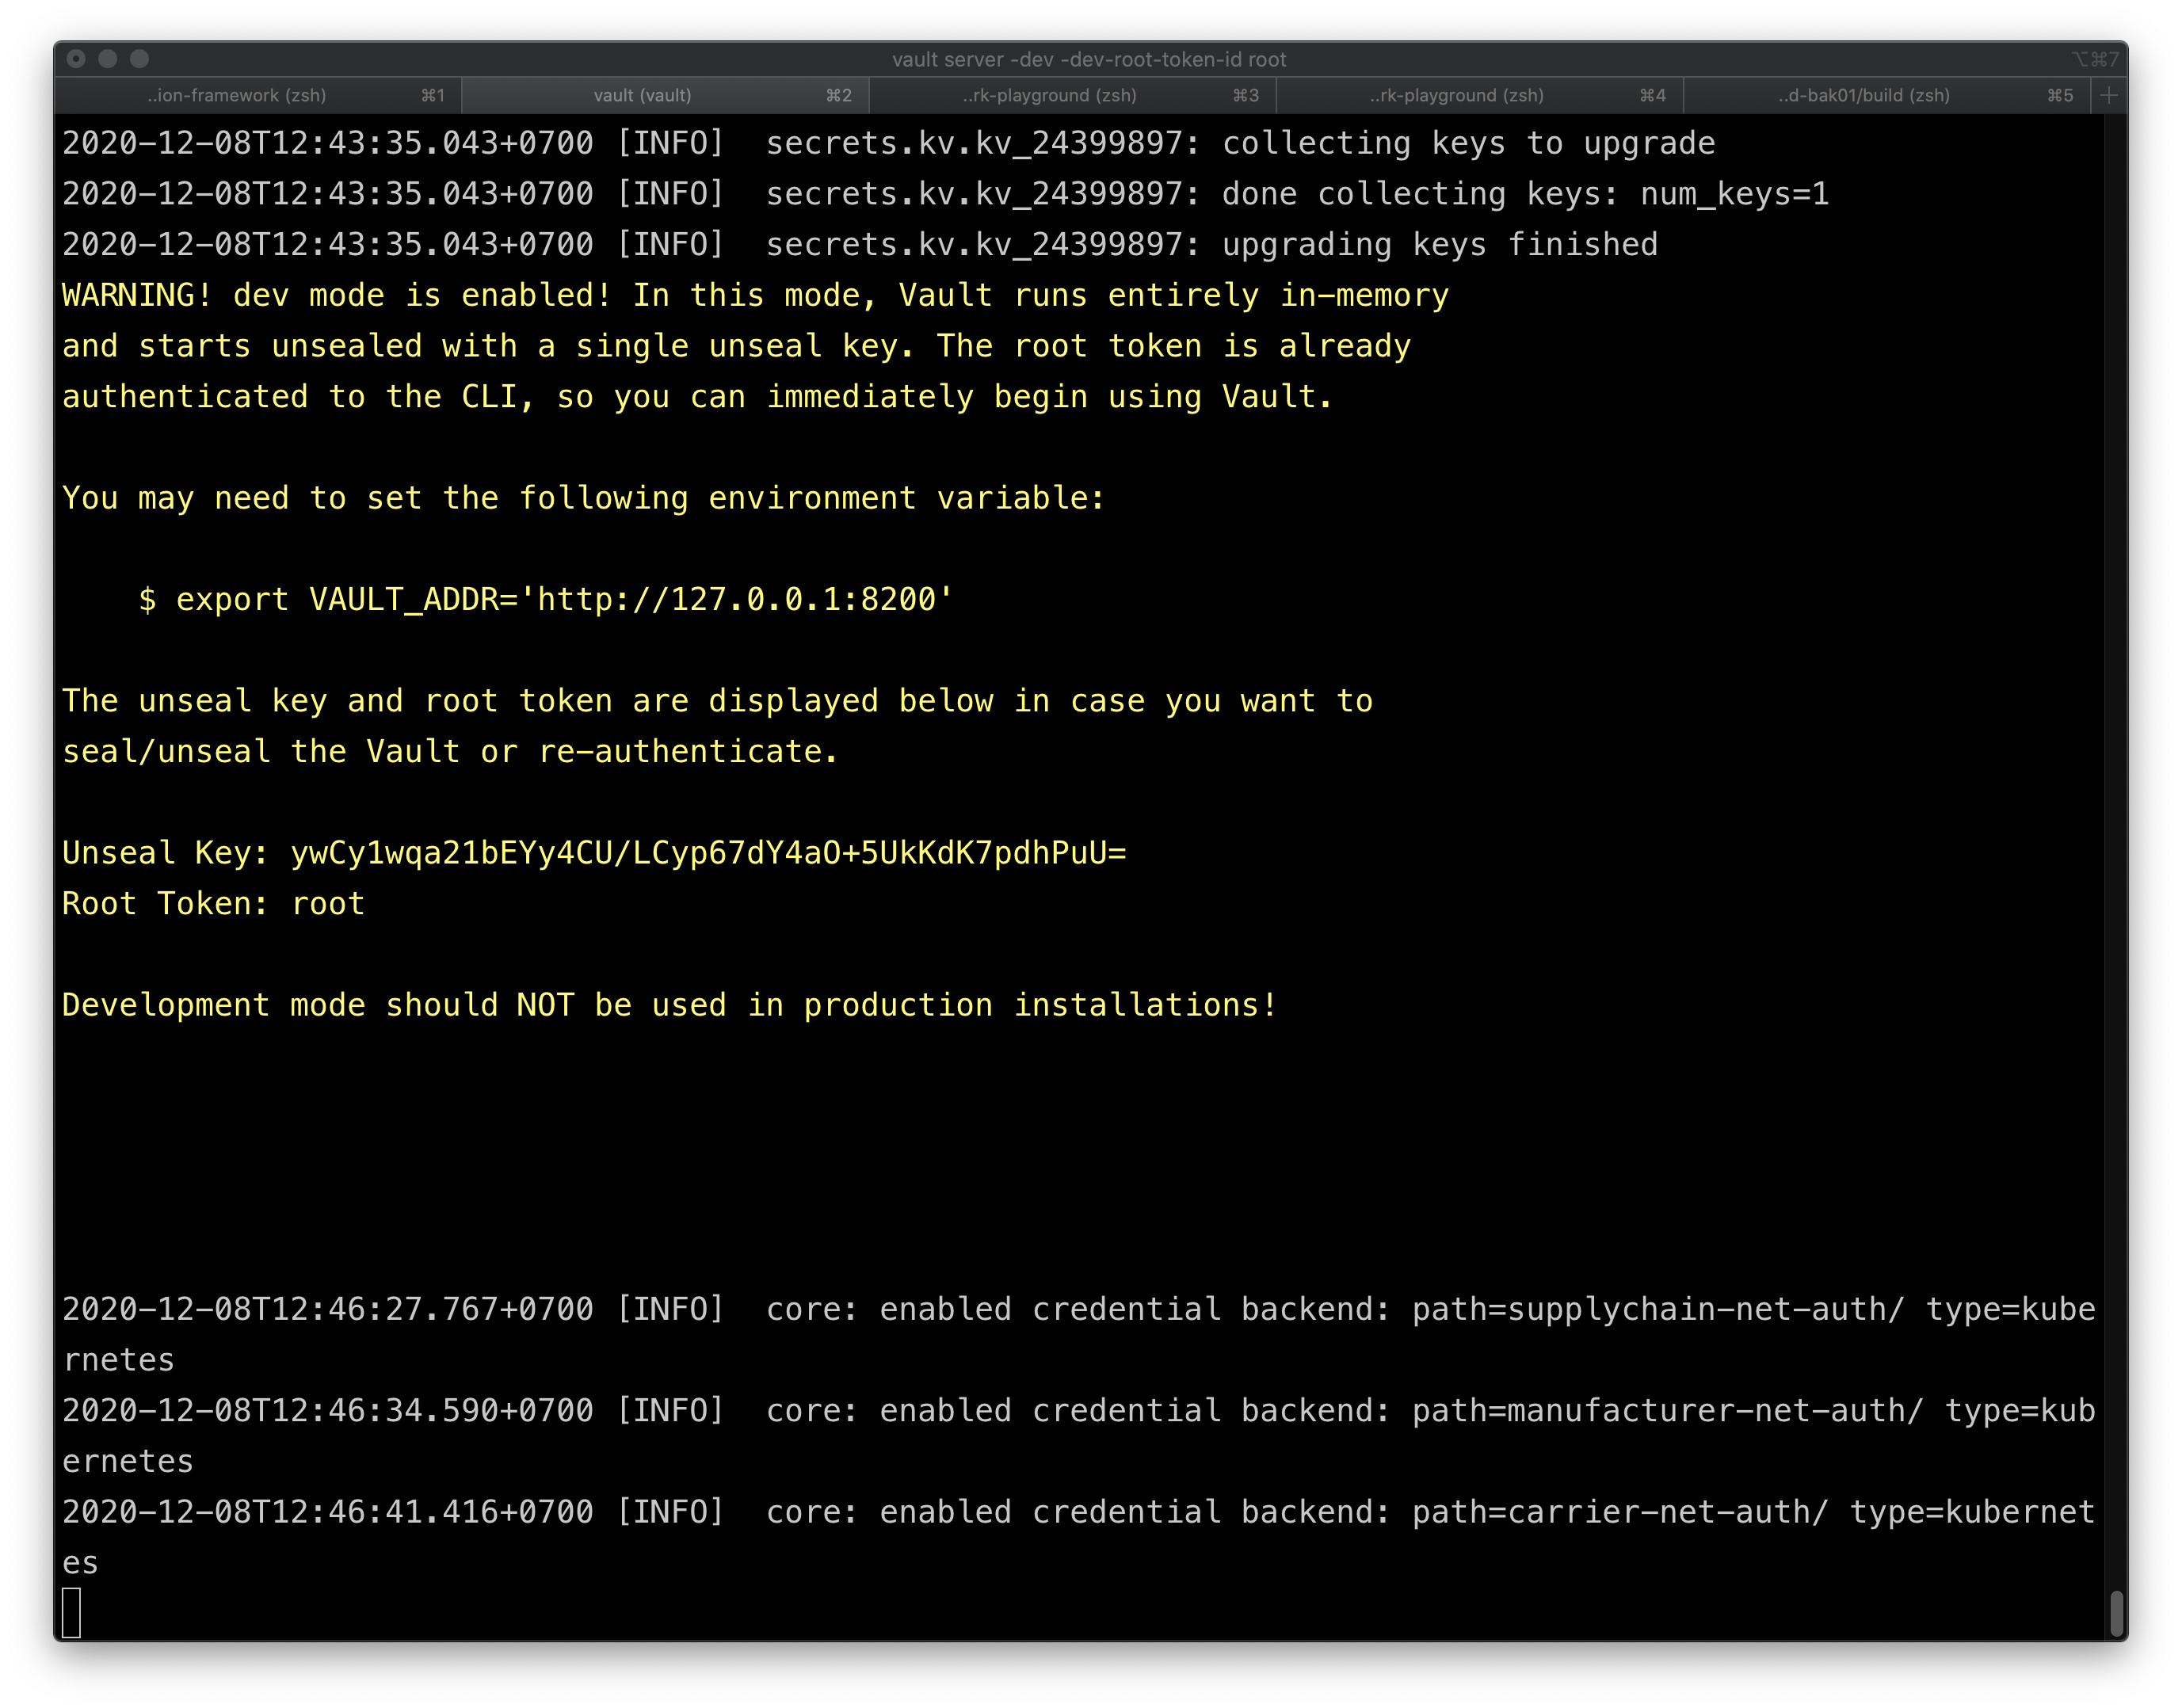 vault server -dev -dev-root-token-id root ⌥⌘7
..ion-framework (zsh) ⌘1 vault (vault) ⌘2 ..rk-playground (zsh) ⌘3 ..rk-playground (zsh) ⌘4 ..d-bak01/build (zsh) ⌘5 +
2020-12-08T12:43:35.043+0700 [INFO]  secrets.kv.kv_24399897: collecting keys to upgrade
2020-12-08T12:43:35.043+0700 [INFO]  secrets.kv.kv_24399897: done collecting keys: num_keys=1
2020-12-08T12:43:35.043+0700 [INFO]  secrets.kv.kv_24399897: upgrading keys finished
WARNING! dev mode is enabled! In this mode, Vault runs entirely in-memory
and starts unsealed with a single unseal key. The root token is already
authenticated to the CLI, so you can immediately begin using Vault.
You may need to set the following environment variable:
    $ export VAULT_ADDR='http://127.0.0.1:8200'
The unseal key and root token are displayed below in case you want to
seal/unseal the Vault or re-authenticate.
Unseal Key: ywCy1wqa21bEYy4CU/LCyp67dY4aO+5UkKdK7pdhPuU=
Root Token: root
Development mode should NOT be used in production installations!
2020-12-08T12:46:27.767+0700 [INFO]  core: enabled credential backend: path=supplychain-net-auth/ type=kube
rnetes
2020-12-08T12:46:34.590+0700 [INFO]  core: enabled credential backend: path=manufacturer-net-auth/ type=kub
ernetes
2020-12-08T12:46:41.416+0700 [INFO]  core: enabled credential backend: path=carrier-net-auth/ type=kubernet
es